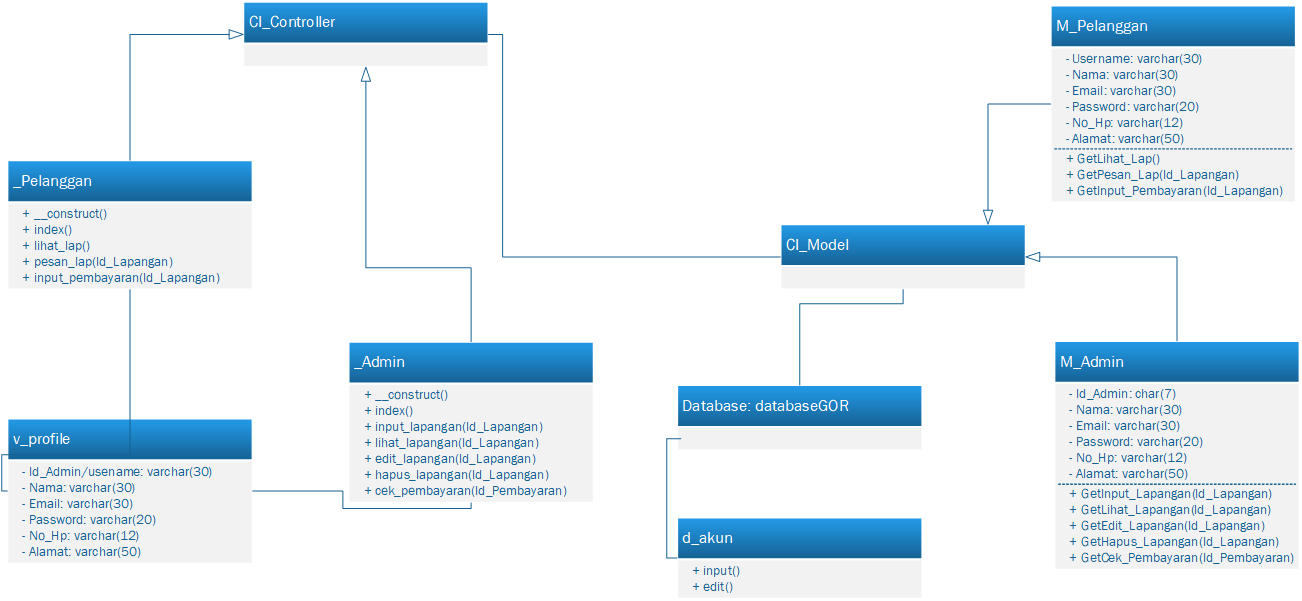 CI_Controller
M_Pelanggan
- Username: varchar(30)
- Nama: varchar(30)
- Email: varchar(30)
- Password: varchar(20)
- No_Hp: varchar(12)
- Alamat: varchar(50)
+ GetLihat_Lap()
+ GetPesan_Lap(Id_Lapangan)
+ GetInput_Pembayaran(Id_Lapangan)
_Pelanggan
+ __construct()
+ index()
+ lihat_lap()
+ pesan_lap(Id_Lapangan)
+ input_pembayaran(Id_Lapangan)
CI_Model
_Admin
+ __construct()
+ index()
+ input_lapangan(Id_Lapangan)
+ lihat_lapangan(Id_Lapangan)
+ edit_lapangan(Id_Lapangan)
+ hapus_lapangan(Id_Lapangan)
+ cek_pembayaran(Id_Pembayaran)
M_Admin
- Id_Admin: char(7)
- Nama: varchar(30)
- Email: varchar(30)
- Password: varchar(20)
- No_Hp: varchar(12)
- Alamat: varchar(50)
+ GetInput_Lapangan(Id_Lapangan)
+ GetLihat_Lapangan(Id_Lapangan)
+ GetEdit_Lapangan(Id_Lapangan)
+ GetHapus_Lapangan(Id_Lapangan)
+ GetCek_Pembayaran(Id_Pembayaran)
Database: databaseGOR
v_profile
- Id_Admin/usename: varchar(30)
- Nama: varchar(30)
- Email: varchar(30)
- Password: varchar(20)
- No_Hp: varchar(12)
- Alamat: varchar(50)
d_akun
+ input()
+ edit()